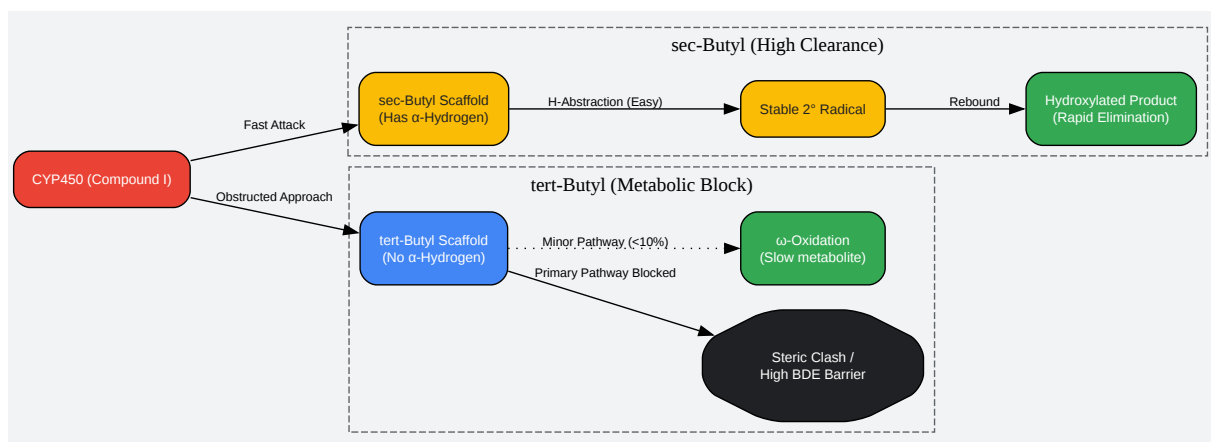 sec-Butyl (High Clearance)
sec-Butyl Scaffold
(Has α-Hydrogen)
H-Abstraction (Easy)
Stable 2° Radical
Rebound
Hydroxylated Product
(Rapid Elimination)
Fast Attack
CYP450 (Compound I)
Obstructed Approach
tert-Butyl (Metabolic Block)
tert-Butyl Scaffold
(No α-Hydrogen)
Minor Pathway (<10%)
ω-Oxidation
(Slow metabolite)
Primary Pathway Blocked
Steric Clash /
High BDE Barrier